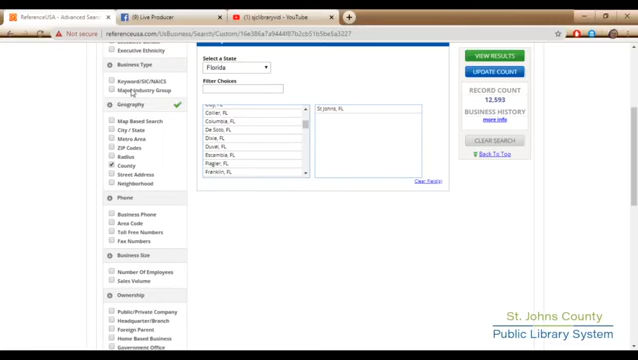 ReferenceUSA - Advanced Search
(9) Live Producer
sjclibraryvid - YouTube
Not secure
referenceusa.com/UsBusiness/Search/Custom/16e386a7a9444f87b2cb51b5be5a3532
Executive Ethnicity
Business Type
Keyword/SIC/NAICS
Major Industry Group
Geography
Map Based Search
City / State
Metro Area
ZIP Codes
Radius
County
Street Address
Neighborhood
Phone
Business Phone
Area Code
Toll Free Numbers
Fax Numbers
Business Size
Number Of Employees
Sales Volume
Ownership
Public/Private Company
Headquarter/Branch
Foreign Parent
Home Based Business
Government Office
Select a State
Florida
Filter Choices
Collier, FL
Columbia, FL
De Soto, FL
Dixie, FL
Duval, FL
Escambia, FL
Flagler, FL
Franklin, FL
St Johns, FL
Clear field(s)
VIEW RESULTS
UPDATE COUNT
RECORD COUNT
12,593
BUSINESS HISTORY
more info
CLEAR SEARCH
Back To Top
St. Johns County
Public Library System